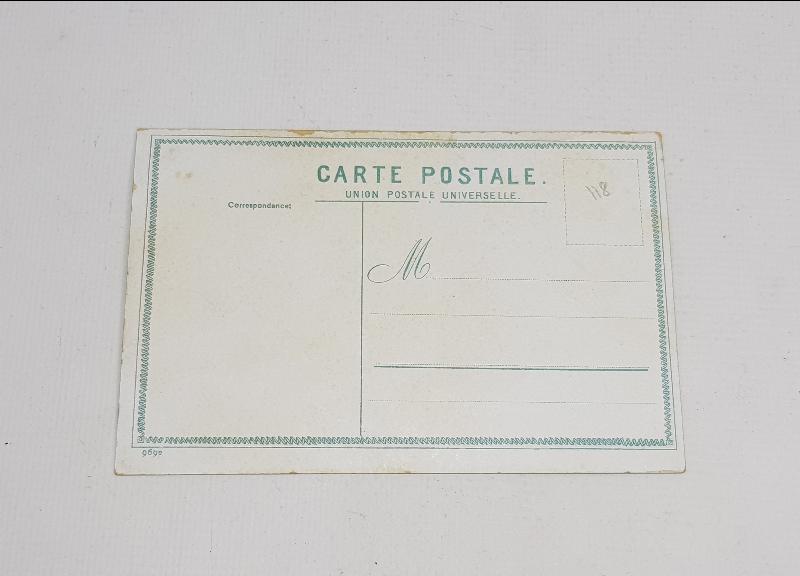 CARTE POSTALE.
UNION POSTALE UNIVERSELLE.
118
Correspondance:
M
9692